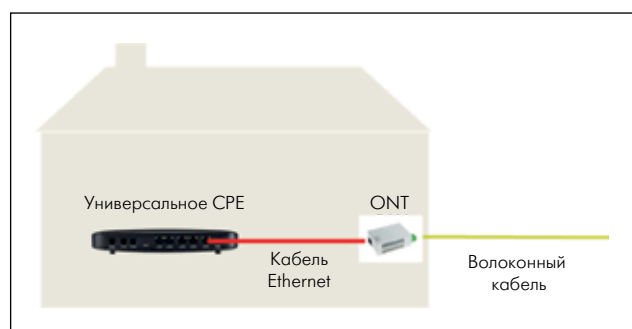 Универсальное CPE
ONT
Кабель
Ethernet
Волоконный
кабель